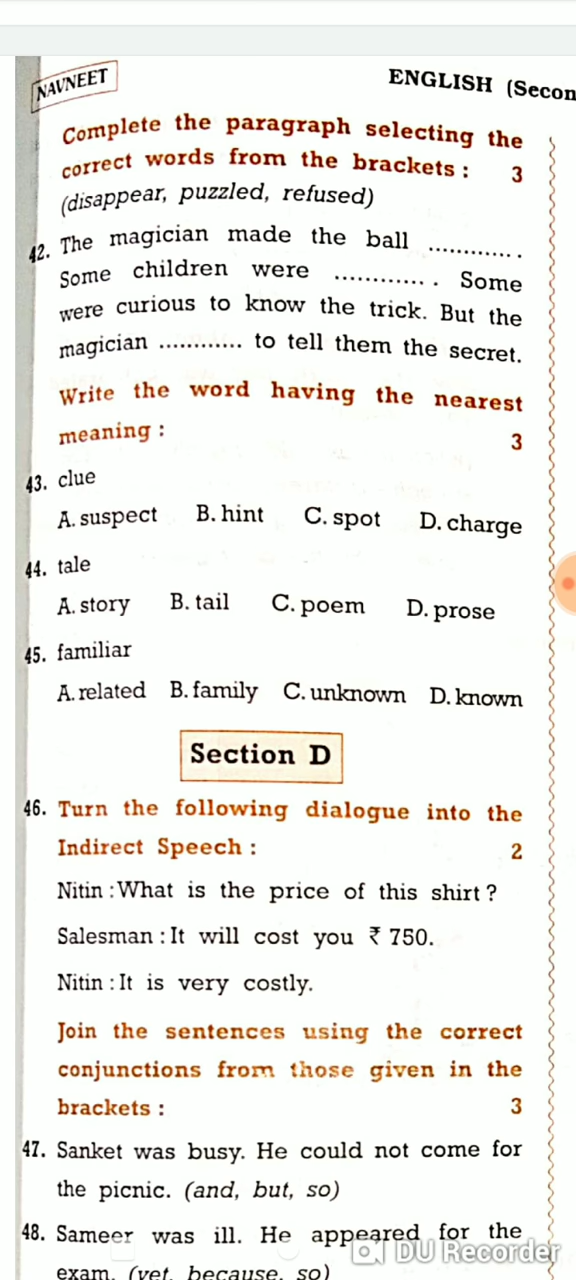 NAVNEET
ENGLISH (Secon
Complete the paragraph selecting the
correct words from the brackets : 3
(disappear, puzzled, refused)
42. The magician made the ball ............. .
Some children were ............. . Some
were curious to know the trick. But the
magician ............ to tell them the secret.
Write the word having the nearest
meaning : 3
43. clue
A. suspect B. hint C. spot D. charge
44. tale
A. story B. tail C. poem D. prose
45. familiar
A. related B. family C. unknown D. known
Section D
46. Turn the following dialogue into the
Indirect Speech : 2
Nitin : What is the price of this shirt ?
Salesman : It will cost you ₹ 750.
Nitin : It is very costly.
Join the sentences using the correct
conjunctions from those given in the
brackets : 3
47. Sanket was busy. He could not come for
the picnic. (and, but, so)
48. Sameer was ill. He appeared for the
exam. (yet, because, so)
DU Recorder